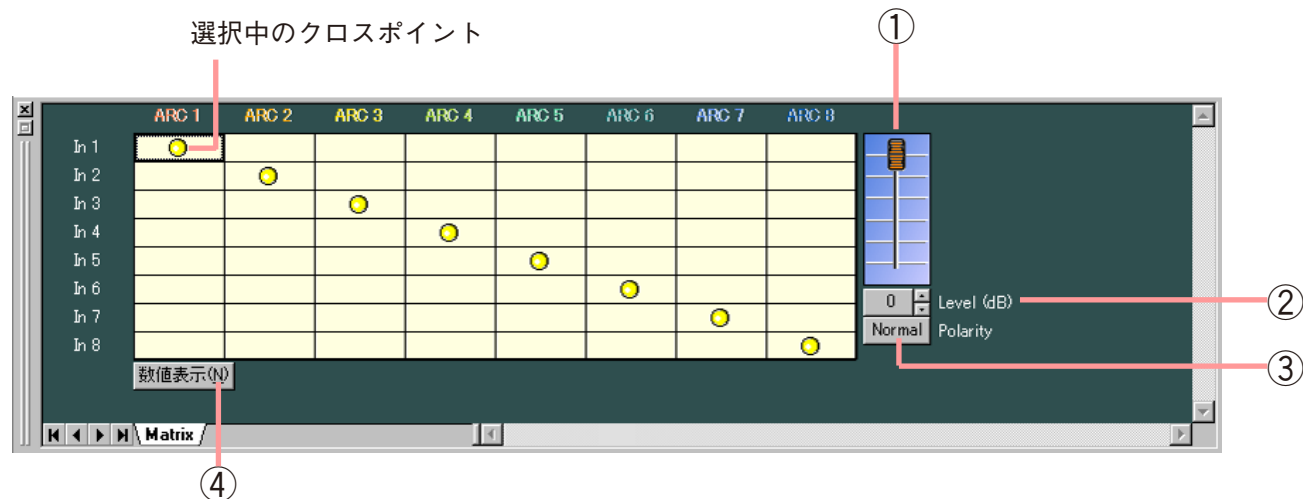 選択中のクロスポイント
①
ARC 1 ARC 2 ARC 3 ARC 4 ARC 5 ARC 6 ARC 7 ARC 8
In 1
In 2
In 3
In 4
In 5
In 6
In 7
In 8
0 Level (dB) ②
Normal Polarity
③
数値表示(N)
Matrix
④